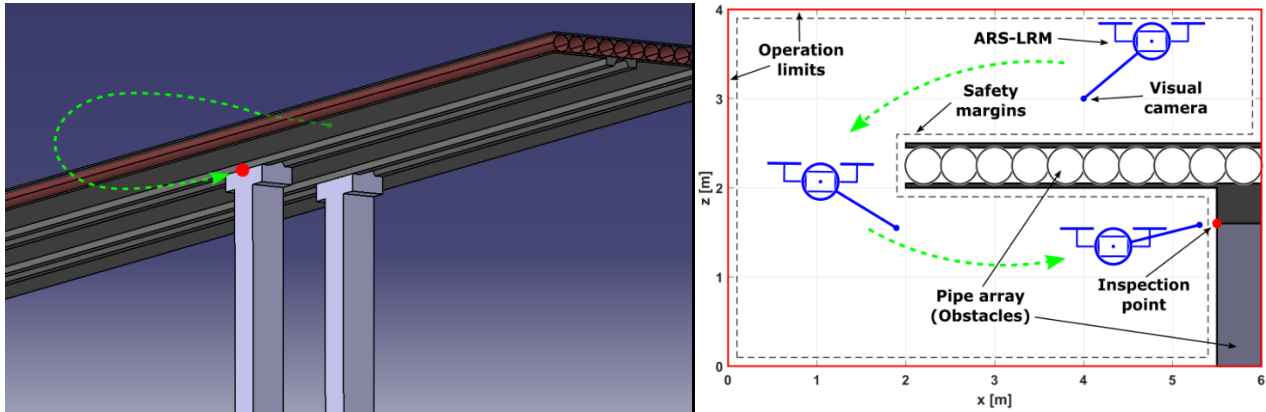 4
3
2
1
0
z [m]
0
1
2
3
4
5
6
x [m]
Operation
limits
ARS-LRM
Safety
margins
Visual
camera
Pipe array
(Obstacles)
Inspection
point